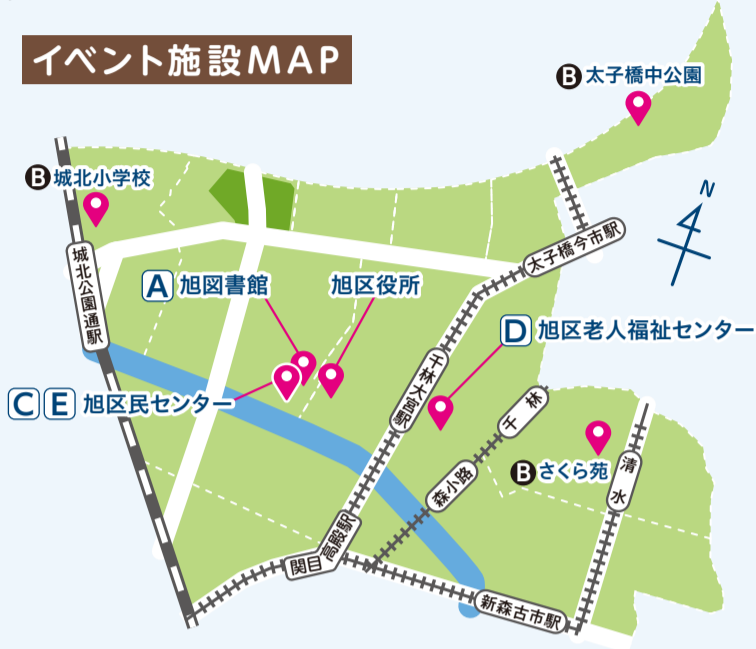 イベント施設MAP
B 太子橋中公園
B 城北小学校
N
太子橋今市駅
城北公園通駅
A 旭図書館
旭区役所
D 旭区老人福祉センター
千林大宮駅
C E 旭区民センター
千林
B さくら苑
清水
森小路
関目高殿駅
新森古市駅